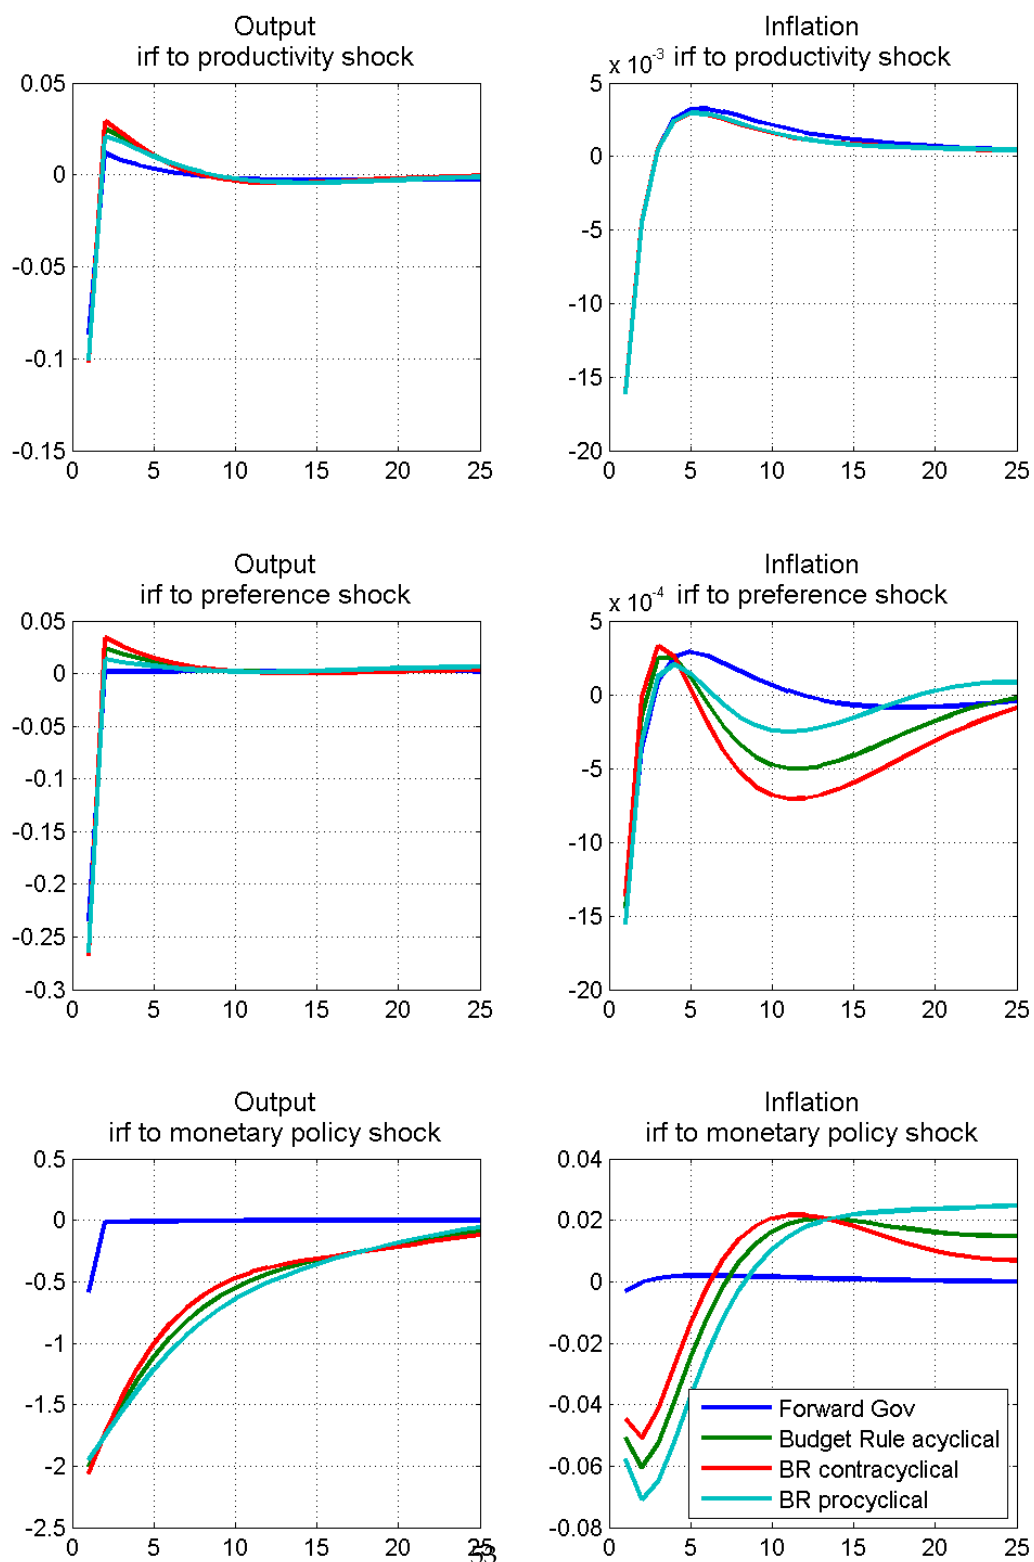 Output
irf to productivity shock
0.05
0
-0.05
-0.1
-0.15
0 5 10 15 20 25
Inflation
x 10-3 irf to productivity shock
5
0
-5
-10
-15
-20
0 5 10 15 20 25
Output
irf to preference shock
0.05
0
-0.05
-0.1
-0.15
-0.2
-0.25
-0.3
0 5 10 15 20 25
Inflation
x 10-4 irf to preference shock
5
0
-5
-10
-15
-20
0 5 10 15 20 25
Output
irf to monetary policy shock
0.5
0
-0.5
-1
-1.5
-2
-2.5
0 5 10 15 20 25
Inflation
irf to monetary policy shock
0.04
0.02
0
-0.02
-0.04
-0.06
-0.08
0 5 10 15 20 25
Forward Gov
Budget Rule acyclical
BR contracyclical
BR procyclical
53